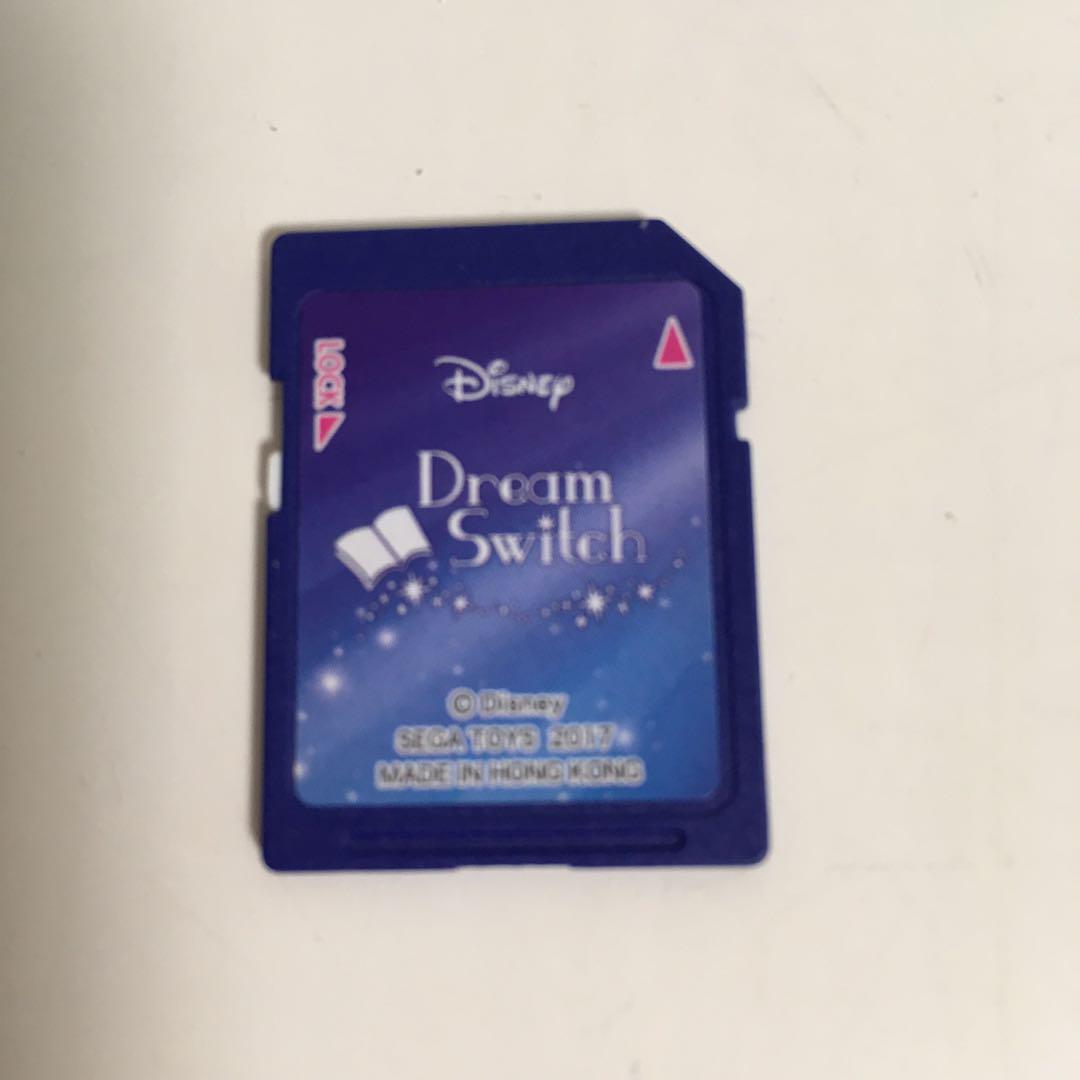 LOCK
Disney
Dream
Switch
© Disney
SEGA TOYS 2017
MADE IN HONG KONG